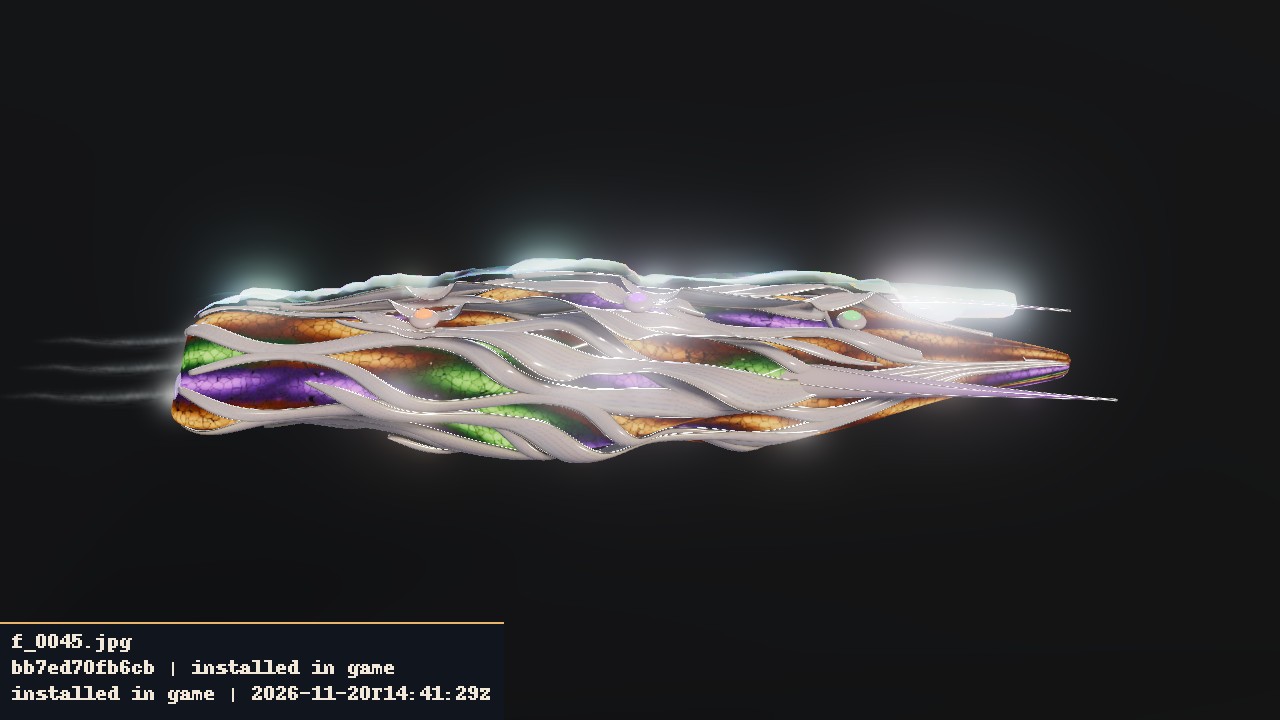 f_0045.jpg
bb7ed70fb6cb | installed in game
installed in game | 2026-11-20T14:41:29Z